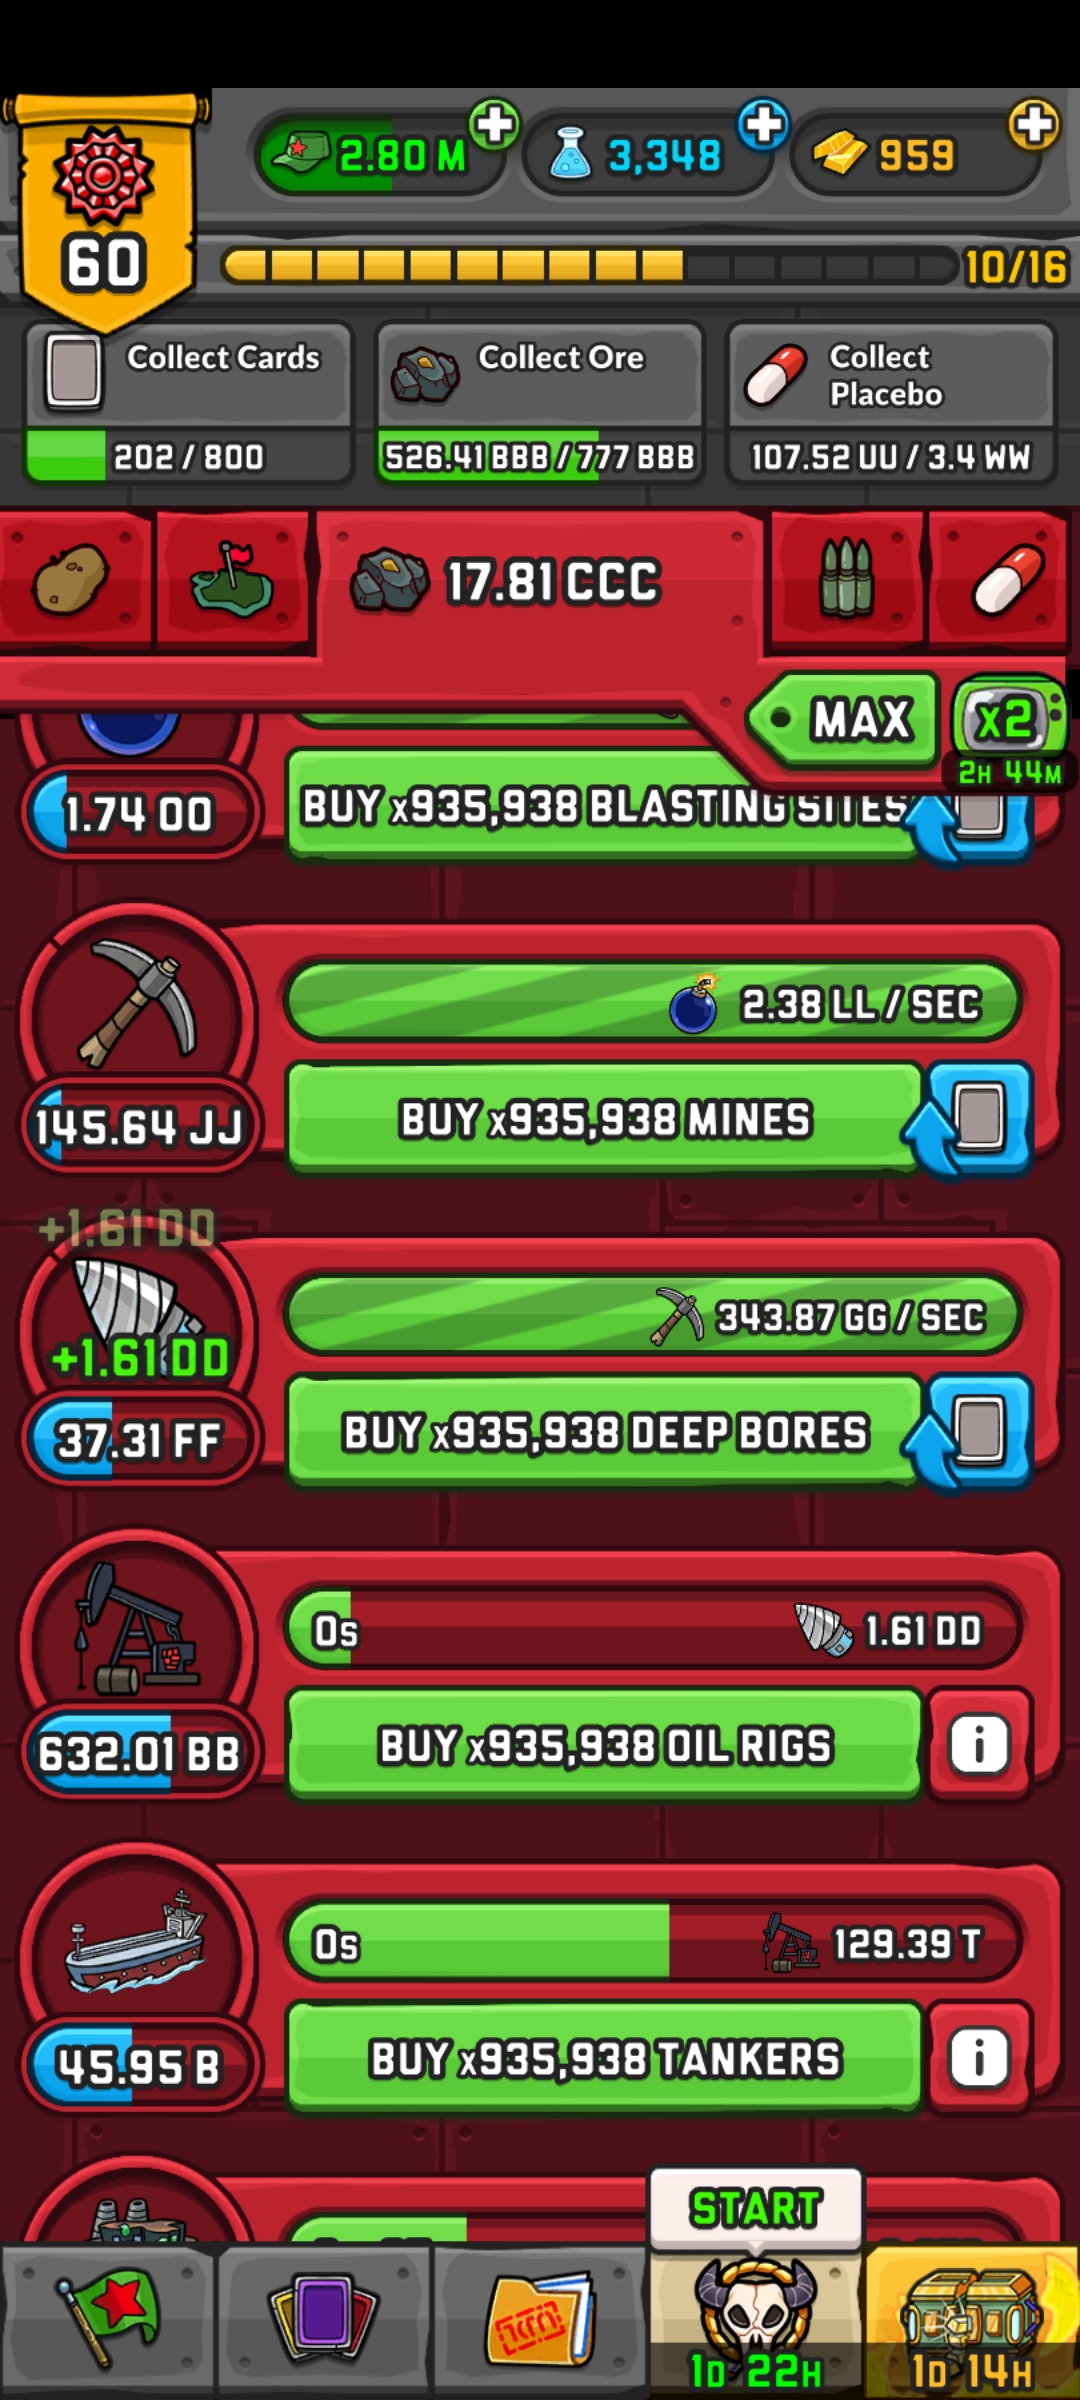 60
2.80 M
3,348
959
10/16
Collect Cards
202 / 800
Collect Ore
526.41 BBB / 777 BBB
Collect
Placebo
107.52 UU / 3.4 WW
17.81 CCC
MAX
x2
2H 44M
1.74 OO
BUY x935,938 BLASTING SITES
2.38 LL / SEC
145.64 JJ
BUY x935,938 MINES
+1.61 DD
+1.61 DD
343.87 GG / SEC
37.31 FF
BUY x935,938 DEEP BORES
0s
1.61 DD
632.01 BB
BUY x935,938 OIL RIGS
i
0s
129.39 T
45.95 B
BUY x935,938 TANKERS
i
START
1D 22H
1D 14H